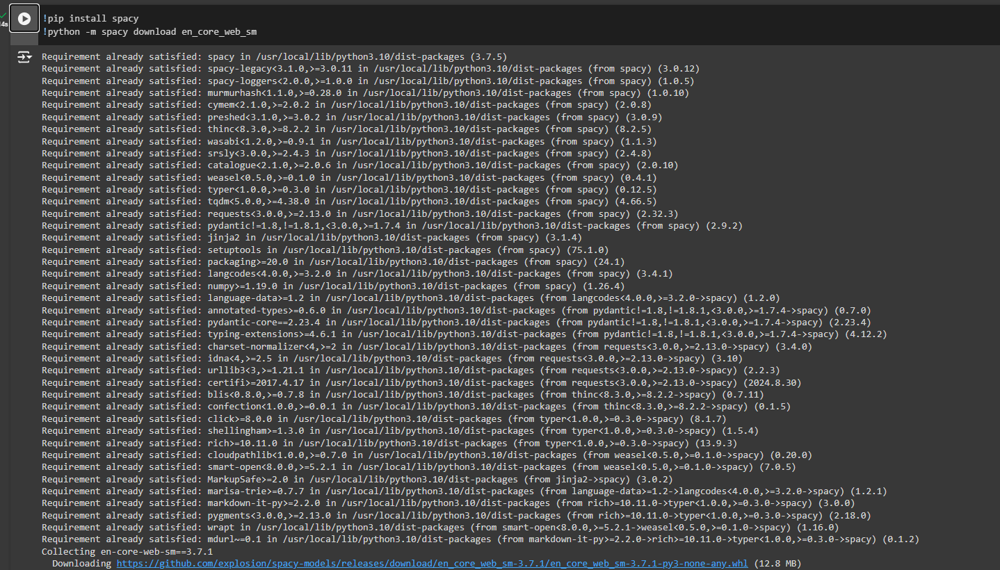 !pip install spacy
!python -m spacy download en_core_web_sm
14s
Requirement already satisfied: spacy in /usr/local/lib/python3.10/dist-packages (3.7.5)
Requirement already satisfied: spacy-legacy<3.1.0,>=3.0.11 in /usr/local/lib/python3.10/dist-packages (from spacy) (3.0.12)
Requirement already satisfied: spacy-loggers<2.0.0,>=1.0.0 in /usr/local/lib/python3.10/dist-packages (from spacy) (1.0.5)
Requirement already satisfied: murmurhash<1.1.0,>=0.28.0 in /usr/local/lib/python3.10/dist-packages (from spacy) (1.0.10)
Requirement already satisfied: cymem<2.1.0,>=2.0.2 in /usr/local/lib/python3.10/dist-packages (from spacy) (2.0.8)
Requirement already satisfied: preshed<3.1.0,>=3.0.2 in /usr/local/lib/python3.10/dist-packages (from spacy) (3.0.9)
Requirement already satisfied: thinc<8.3.0,>=8.2.2 in /usr/local/lib/python3.10/dist-packages (from spacy) (8.2.5)
Requirement already satisfied: wasabi<1.2.0,>=0.9.1 in /usr/local/lib/python3.10/dist-packages (from spacy) (1.1.3)
Requirement already satisfied: srsly<3.0.0,>=2.4.3 in /usr/local/lib/python3.10/dist-packages (from spacy) (2.4.8)
Requirement already satisfied: catalogue<2.1.0,>=2.0.6 in /usr/local/lib/python3.10/dist-packages (from spacy) (2.0.10)
Requirement already satisfied: weasel<0.5.0,>=0.1.0 in /usr/local/lib/python3.10/dist-packages (from spacy) (0.4.1)
Requirement already satisfied: typer<1.0.0,>=0.3.0 in /usr/local/lib/python3.10/dist-packages (from spacy) (0.12.5)
Requirement already satisfied: tqdm<5.0.0,>=4.38.0 in /usr/local/lib/python3.10/dist-packages (from spacy) (4.66.5)
Requirement already satisfied: requests<3.0.0,>=2.13.0 in /usr/local/lib/python3.10/dist-packages (from spacy) (2.32.3)
Requirement already satisfied: pydantic!=1.8,!=1.8.1,<3.0.0,>=1.7.4 in /usr/local/lib/python3.10/dist-packages (from spacy) (2.9.2)
Requirement already satisfied: jinja2 in /usr/local/lib/python3.10/dist-packages (from spacy) (3.1.4)
Requirement already satisfied: setuptools in /usr/local/lib/python3.10/dist-packages (from spacy) (75.1.0)
Requirement already satisfied: packaging>=20.0 in /usr/local/lib/python3.10/dist-packages (from spacy) (24.1)
Requirement already satisfied: langcodes<4.0.0,>=3.2.0 in /usr/local/lib/python3.10/dist-packages (from spacy) (3.4.1)
Requirement already satisfied: numpy>=1.19.0 in /usr/local/lib/python3.10/dist-packages (from spacy) (1.26.4)
Requirement already satisfied: language-data>=1.2 in /usr/local/lib/python3.10/dist-packages (from langcodes<4.0.0,>=3.2.0->spacy) (1.2.0)
Requirement already satisfied: annotated-types>=0.6.0 in /usr/local/lib/python3.10/dist-packages (from pydantic!=1.8,!=1.8.1,<3.0.0,>=1.7.4->spacy) (0.7.0)
Requirement already satisfied: pydantic-core==2.23.4 in /usr/local/lib/python3.10/dist-packages (from pydantic!=1.8,!=1.8.1,<3.0.0,>=1.7.4->spacy) (2.23.4)
Requirement already satisfied: typing-extensions>=4.6.1 in /usr/local/lib/python3.10/dist-packages (from pydantic!=1.8,!=1.8.1,<3.0.0,>=1.7.4->spacy) (4.12.2)
Requirement already satisfied: charset-normalizer<4,>=2 in /usr/local/lib/python3.10/dist-packages (from requests<3.0.0,>=2.13.0->spacy) (3.4.0)
Requirement already satisfied: idna<4,>=2.5 in /usr/local/lib/python3.10/dist-packages (from requests<3.0.0,>=2.13.0->spacy) (3.10)
Requirement already satisfied: urllib3<3,>=1.21.1 in /usr/local/lib/python3.10/dist-packages (from requests<3.0.0,>=2.13.0->spacy) (2.2.3)
Requirement already satisfied: certifi>=2017.4.17 in /usr/local/lib/python3.10/dist-packages (from requests<3.0.0,>=2.13.0->spacy) (2024.8.30)
Requirement already satisfied: blis<0.8.0,>=0.7.8 in /usr/local/lib/python3.10/dist-packages (from thinc<8.3.0,>=8.2.2->spacy) (0.7.11)
Requirement already satisfied: confection<1.0.0,>=0.0.1 in /usr/local/lib/python3.10/dist-packages (from thinc<8.3.0,>=8.2.2->spacy) (0.1.5)
Requirement already satisfied: click>=8.0.0 in /usr/local/lib/python3.10/dist-packages (from typer<1.0.0,>=0.3.0->spacy) (8.1.7)
Requirement already satisfied: shellingham>=1.3.0 in /usr/local/lib/python3.10/dist-packages (from typer<1.0.0,>=0.3.0->spacy) (1.5.4)
Requirement already satisfied: rich>=10.11.0 in /usr/local/lib/python3.10/dist-packages (from typer<1.0.0,>=0.3.0->spacy) (13.9.3)
Requirement already satisfied: cloudpathlib<1.0.0,>=0.7.0 in /usr/local/lib/python3.10/dist-packages (from weasel<0.5.0,>=0.1.0->spacy) (0.20.0)
Requirement already satisfied: smart-open<8.0.0,>=5.2.1 in /usr/local/lib/python3.10/dist-packages (from weasel<0.5.0,>=0.1.0->spacy) (7.0.5)
Requirement already satisfied: MarkupSafe>=2.0 in /usr/local/lib/python3.10/dist-packages (from jinja2->spacy) (3.0.2)
Requirement already satisfied: marisa-trie>=0.7.7 in /usr/local/lib/python3.10/dist-packages (from language-data>=1.2->langcodes<4.0.0,>=3.2.0->spacy) (1.2.1)
Requirement already satisfied: markdown-it-py>=2.2.0 in /usr/local/lib/python3.10/dist-packages (from rich>=10.11.0->typer<1.0.0,>=0.3.0->spacy) (3.0.0)
Requirement already satisfied: pygments<3.0.0,>=2.13.0 in /usr/local/lib/python3.10/dist-packages (from rich>=10.11.0->typer<1.0.0,>=0.3.0->spacy) (2.18.0)
Requirement already satisfied: wrapt in /usr/local/lib/python3.10/dist-packages (from smart-open<8.0.0,>=5.2.1->weasel<0.5.0,>=0.1.0->spacy) (1.16.0)
Requirement already satisfied: mdurl~=0.1 in /usr/local/lib/python3.10/dist-packages (from markdown-it-py>=2.2.0->rich>=10.11.0->typer<1.0.0,>=0.3.0->spacy) (0.1.2)
Collecting en-core-web-sm==3.7.1
Downloading https://github.com/explosion/spacy-models/releases/download/en_core_web_sm-3.7.1/en_core_web_sm-3.7.1-py3-none-any.whl (12.8 MB)